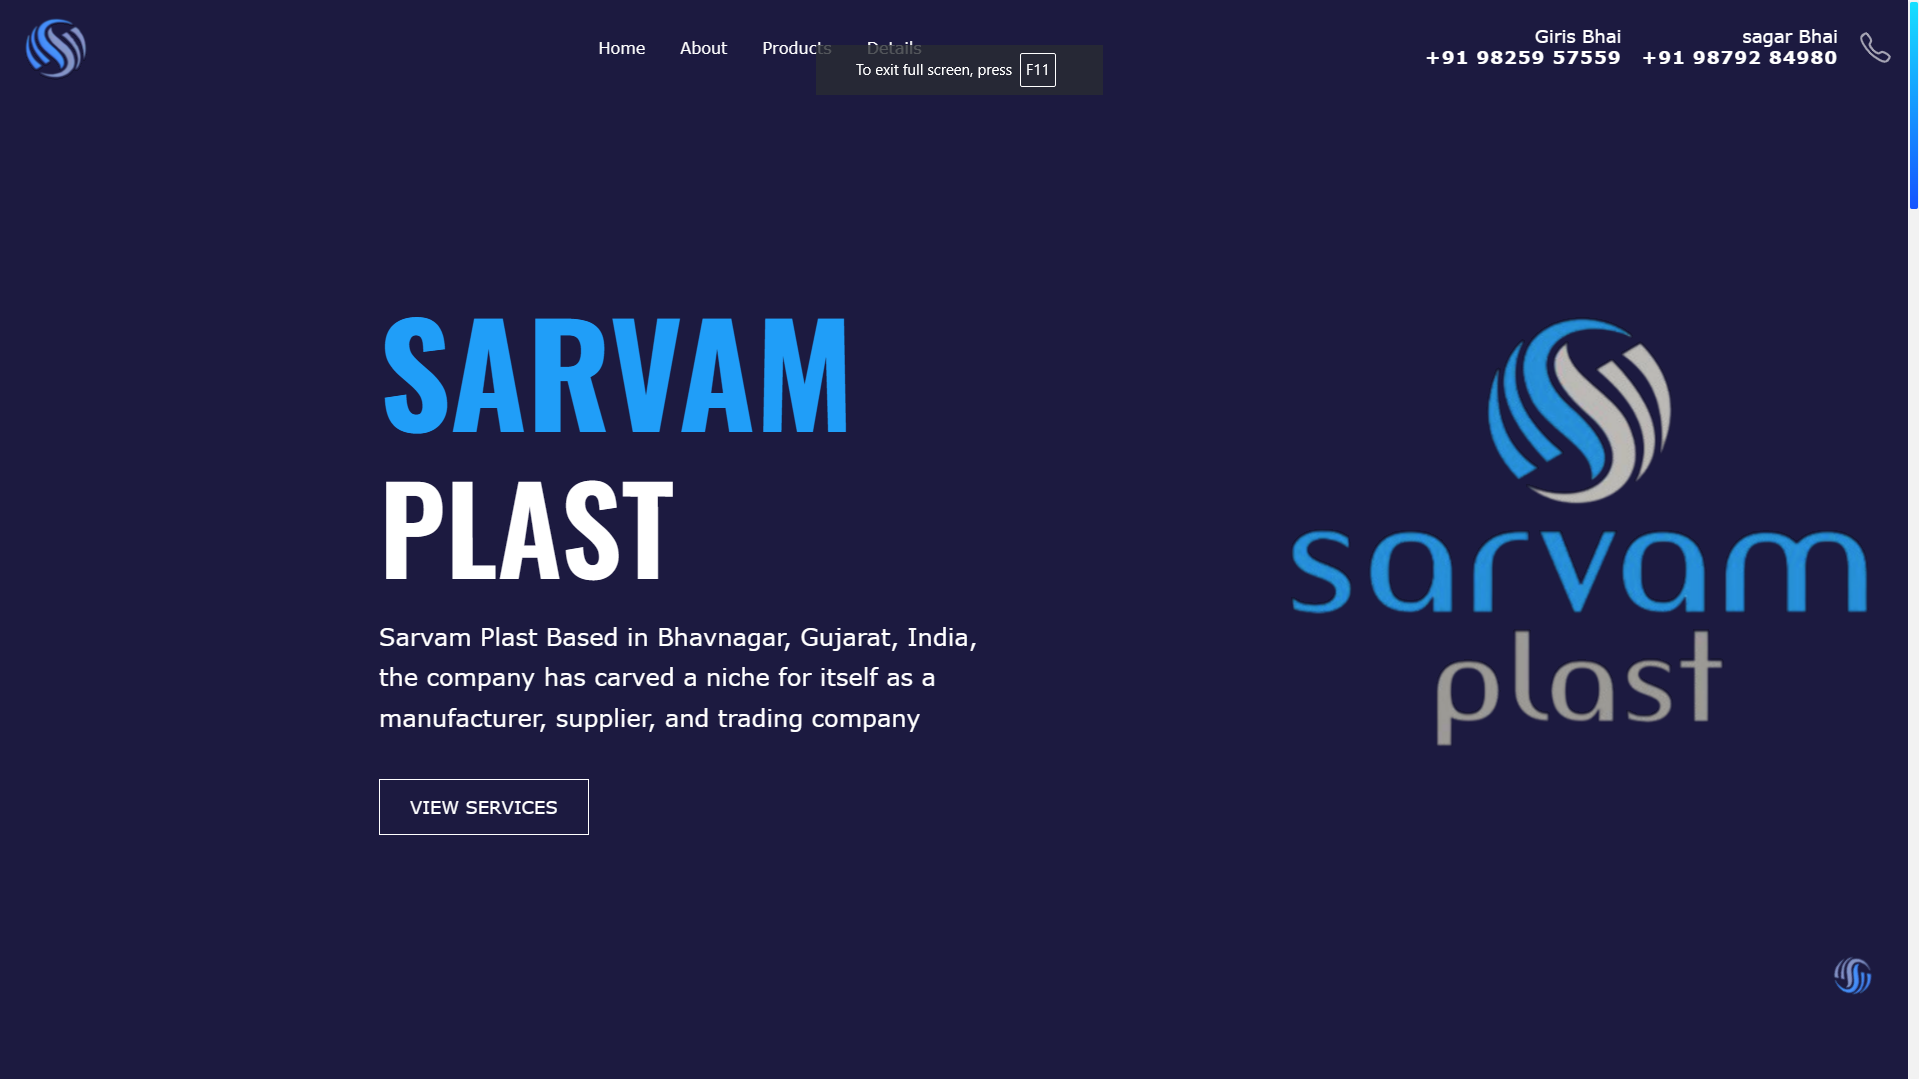 Home About Products Details
Giris Bhai
+91 98259 57559
sagar Bhai
+91 98792 84980
To exit full screen, press F11
SARVAM
PLAST
Sarvam Plast Based in Bhavnagar, Gujarat, India,
the company has carved a niche for itself as a
manufacturer, supplier, and trading company
VIEW SERVICES
sarvam
plast